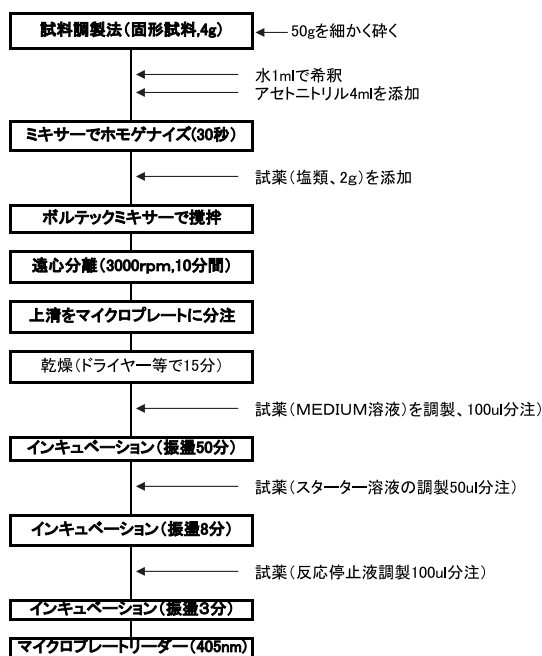 試料調製法(固形試料,4g)
50gを細かく砕く
水1mlで希釈
アセトニトリル4mlを添加
ミキサーでホモゲナイズ(30秒)
試薬(塩類、2g)を添加
ボルテックミキサーで撹拌
遠心分離(3000rpm,10分間)
上清をマイクロプレートに分注
乾燥(ドライヤー等で15分)
試薬(MEDIUM溶液)を調製、100ul分注)
インキュベーション(振盪50分)
試薬(スターター溶液の調製50ul分注)
インキュベーション(振盪8分)
試薬(反応停止液調製100ul分注)
インキュベーション(振盪3分)
マイクロプレートリーダー(405nm)